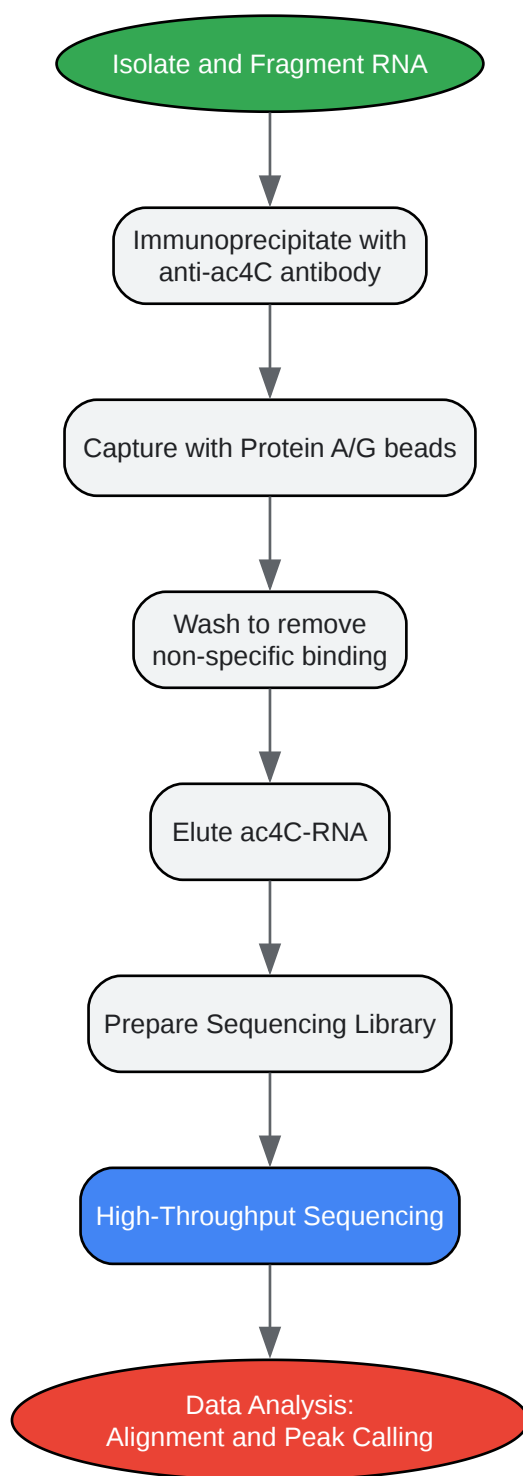 Isolate and Fragment RNA
Immunoprecipitate with
anti-ac4C antibody
Capture with Protein A/G beads
Wash to remove
non-specific binding
Elute ac4C-RNA
Prepare Sequencing Library
High-Throughput Sequencing
Data Analysis:
Alignment and Peak Calling